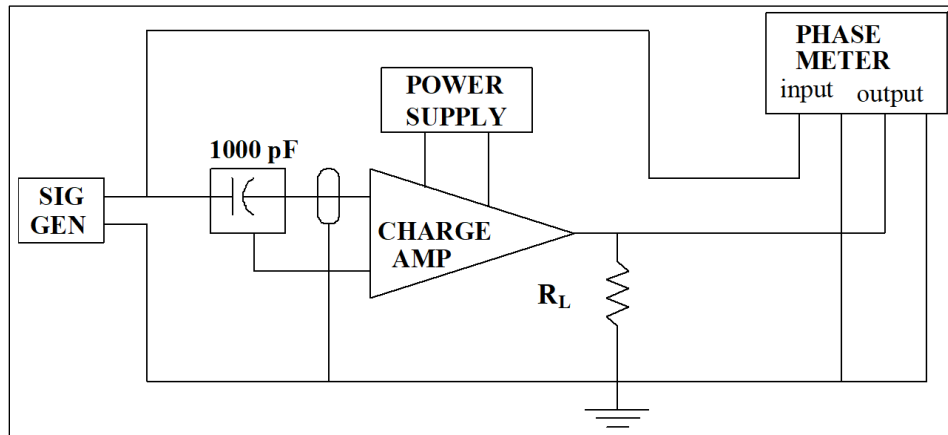 PHASE
METER
input output
POWER
SUPPLY
1000 pF
SIG
GEN
CHARGE
AMP
RL